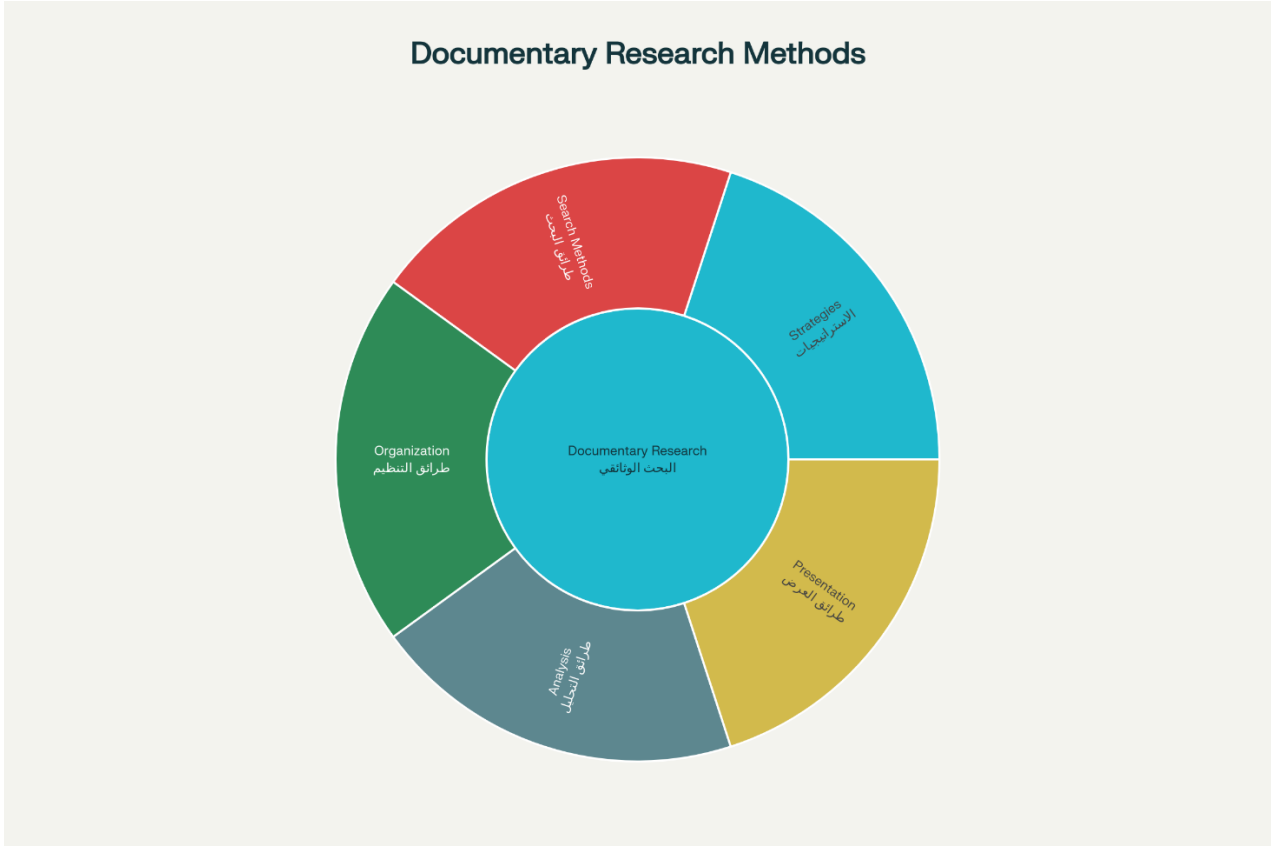 Documentary Research Methods
Search Methods
طرائق البحث
Strategies
الاستراتيجيات
Organization
طرائق التنظيم
Documentary Research
البحث الوثائقي
Presentation
طرائق العرض
Analysis
طرائق التحليل